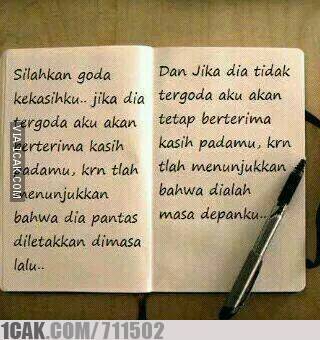 Silahkan goda
kekasihku.. jika dia
tergoda aku akan
berterima kasih
padamu, krn tlah
menunjukkan
bahwa dia pantas
diletakkan dimasa
lalu..
Dan Jika dia tidak
tergoda aku akan
tetap berterima
kasih padamu, krn
tlah menunjukkan
bahwa dialah
masa depanku..
VIA 1CAK.COM
1CAK.COM/711502